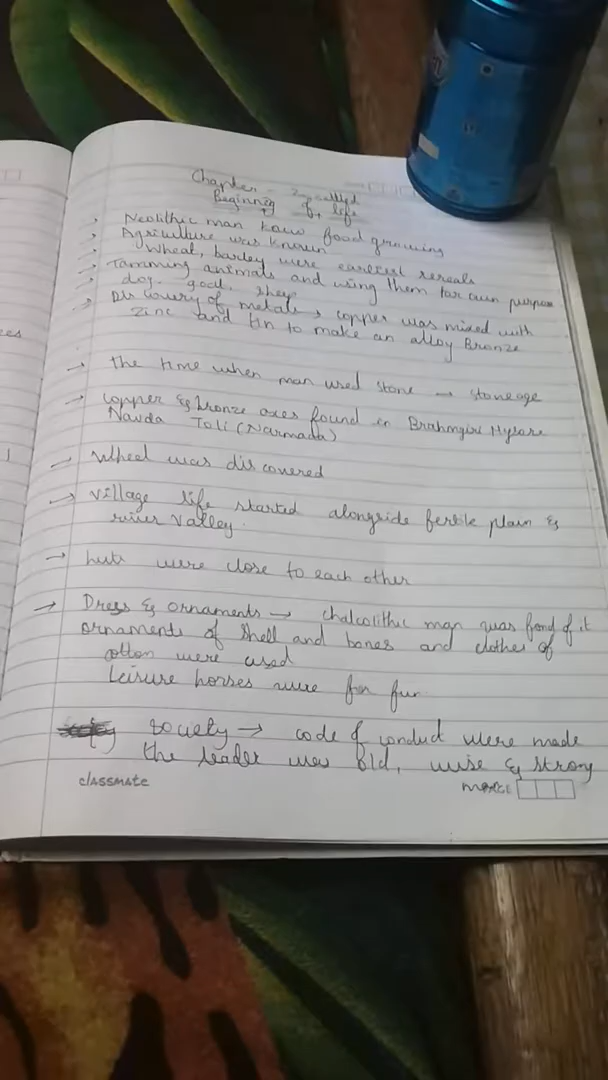 Chapter - 2 settled
Beginning of life
→ Neolithic man know food growing
→ Agriculture was known
→ Wheat, barley were earliest cereals
→ Tamming animals and using them for own purpose
dog, goat, sheep
→ Discovery of metals → copper was mixed with
zinc and tin to make an alloy Bronze
→ the time when man used stone → stoneage
→ copper & bronze axes found in Brahmgiri Mysore
Navda Toli (Narmada)
→ Wheel was discovered
→ village life started alongside fertile plain &
river valley.
→ huts were close to each other
→ Dress & ornaments → chalcolithic man was fond of it
ornaments of shell and bones and clothes of
cotton were used
Leisure horses were for fun
society → code of conduct were made
the leader was old, wise & strong
classmate